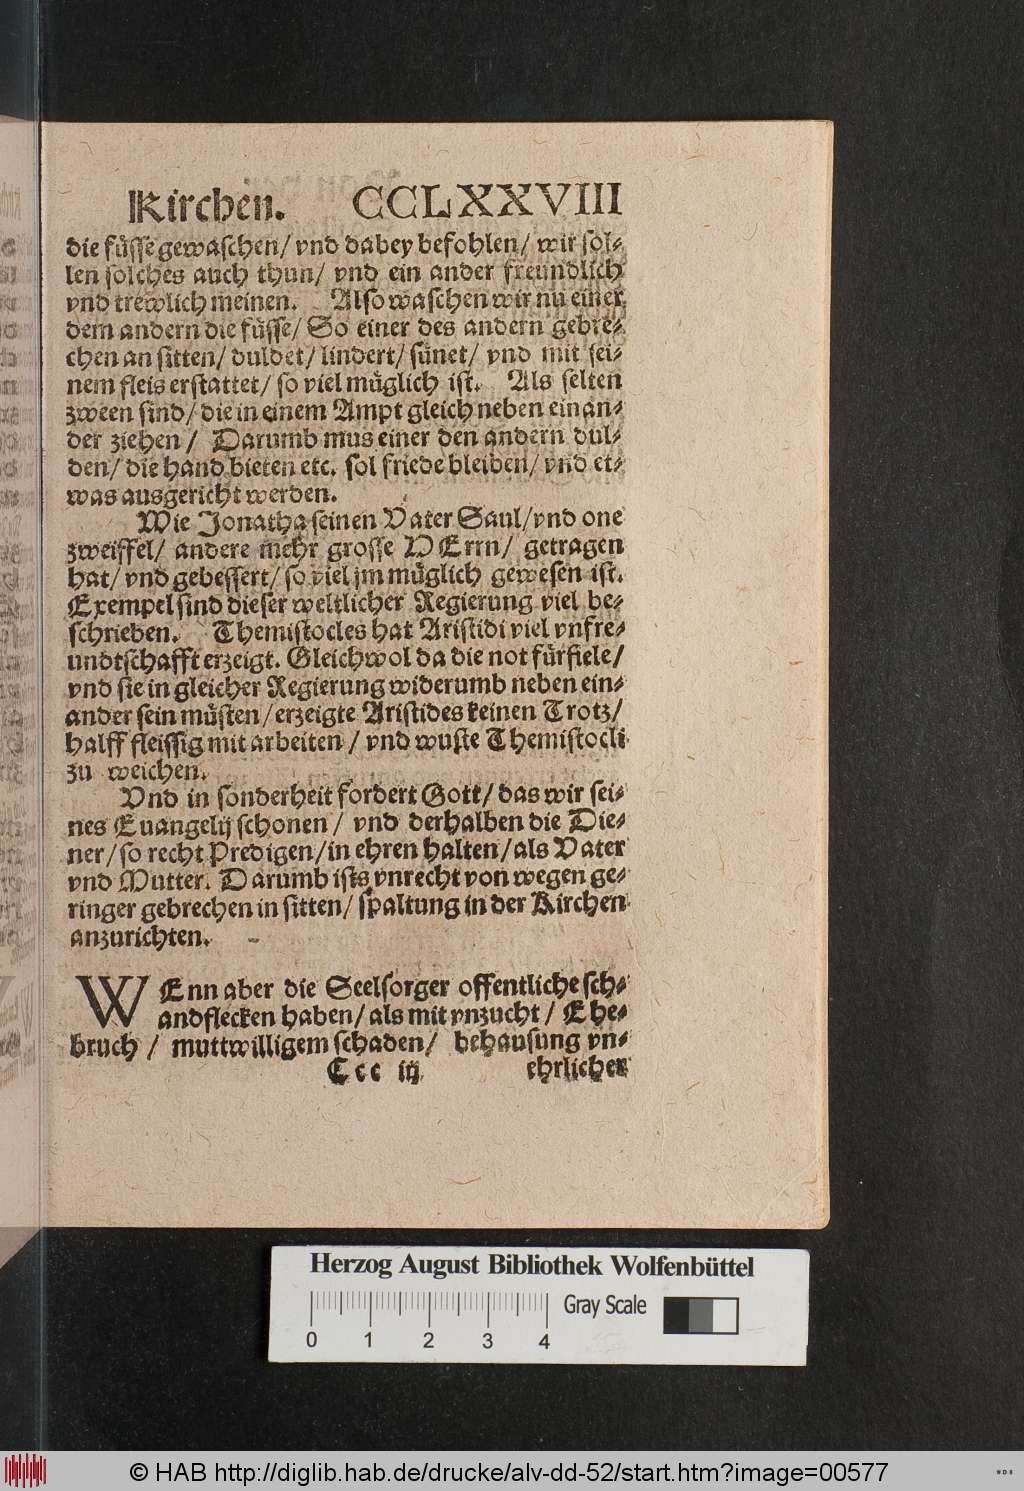 Kirchen. CCLXXVIII
die füſſe gewaſchen/ vnd dabey befohlen/ wir ſol⸗
len ſolches auch thun/ vnd ein ander freundlich
vnd trewlich meinen. Alſo waſchen wir nu einer
dem andern die füſſe/ So einer des andern gebre⸗
chen an ſitten/ duldet/ lindert/ ſünet/ vnd mit ſei⸗
nem fleis erſtattet/ ſo viel müglich iſt. Als ſelten
zween ſind/ die in einem Ampt gleich neben ein an⸗
der ziehen/ Darumb mus einer den andern dul⸗
den/ die hand bieten etc. ſol friede bleiben/ vnd et⸗
was ausgericht werden.
Wie Jonatha ſeinen Vater Saul/ vnd one
zweiffel/ andere mehr groſſe HErrn/ getragen
hat/ vnd gebeſſert/ ſo viel jm müglich geweſen iſt.
Exempel ſind dieſer weltlicher Regierung viel be⸗
ſchrieben. Themiſtocles hat Ariſtidi viel vnfre⸗
undtſchafft erzeigt. Gleichwol da die not fürfiele/
vnd ſie in gleicher Regierung widerumb neben ein⸗
ander ſein müſten/ erzeigte Ariſtides keinen Trotz/
halff fleiſſig mit arbeiten/ vnd wuſte Themiſtocli
zu weichen.
Vnd in ſonderheit fordert Gott/ das wir ſei⸗
nes Euangelij ſchonen/ vnd derhalben die Die⸗
ner/ ſo recht Predigen/ in ehren halten/ als Vater
vnd Mutter. Darumb iſts vnrecht von wegen ge⸗
ringer gebrechen in ſitten/ ſpaltung in der Kirchen
anzurichten.
WEnn aber die Seelſorger offentliche ſch⸗
andflecken haben/ als mit vnzucht/ Ehe⸗
bruch/ muttwilligem ſchaden/ behauſung vn⸗
Ccc iij ehrlicher
Herzog August Bibliothek Wolfenbüttel
Gray Scale
0 1 2 3 4
© HAB http://diglib.hab.de/drucke/alv-dd-52/start.htm?image=00577